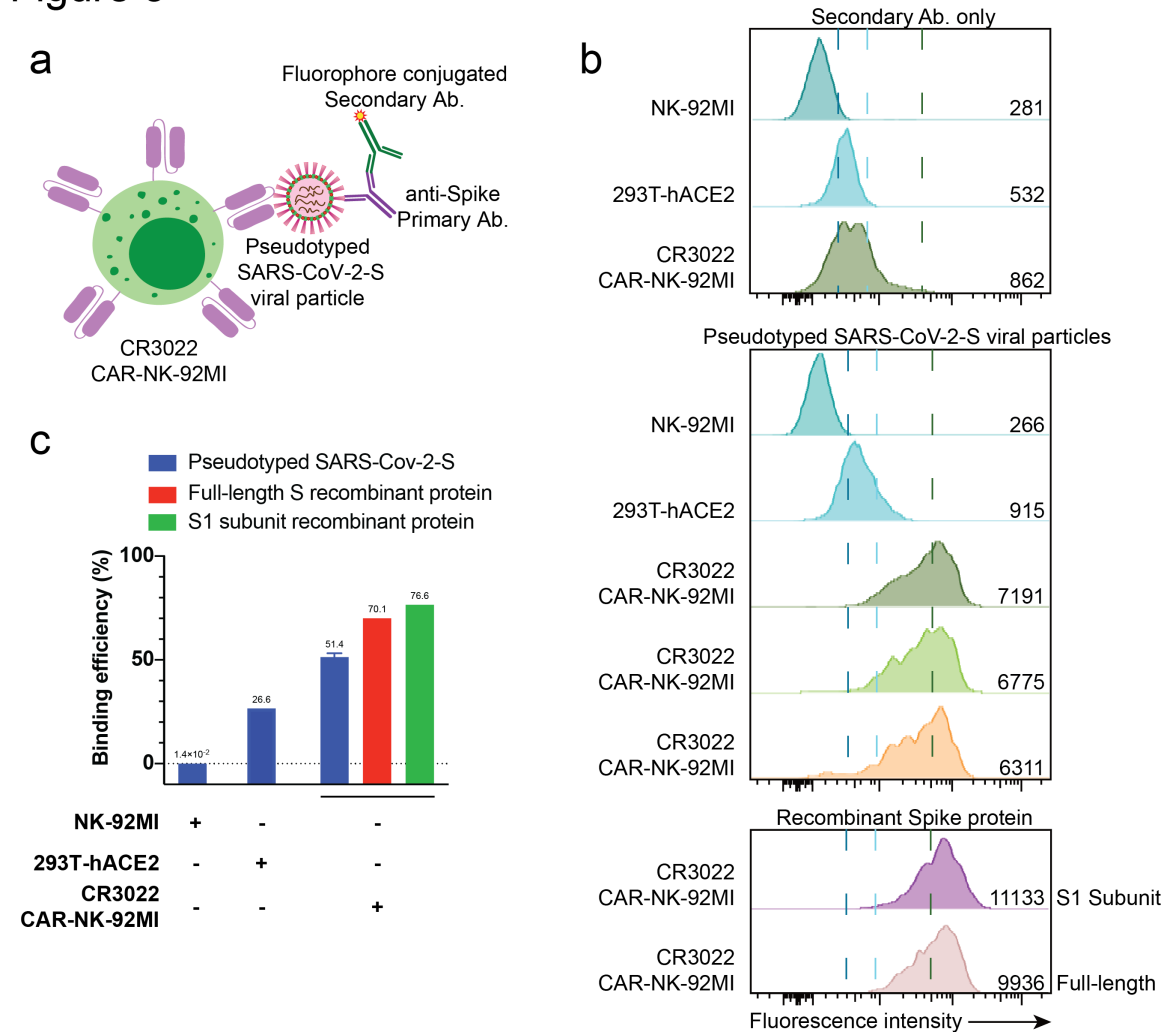 a
Fluorophore conjugated
Secondary Ab.
anti-Spike
Primary Ab.
Pseudotyped
SARS-CoV-2-S
viral particle
CR3022
CAR-NK-92MI
b
Secondary Ab. only
NK-92MI
281
293T-hACE2
532
CR3022
CAR-NK-92MI
862
Pseudotyped SARS-CoV-2-S viral particles
NK-92MI
266
293T-hACE2
915
CR3022
CAR-NK-92MI
7191
CR3022
CAR-NK-92MI
6775
CR3022
CAR-NK-92MI
6311
Recombinant Spike protein
CR3022
CAR-NK-92MI
11133 S1 Subunit
CR3022
CAR-NK-92MI
9936 Full-length
Fluorescence intensity
c
Pseudotyped SARS-Cov-2-S
Full-length S recombinant protein
S1 subunit recombinant protein
Binding efficiency (%)
100
50
0
1.4×10-2
26.6
51.4
70.1
76.6
NK-92MI + - -
293T-hACE2 - + -
CR3022
CAR-NK-92MI - - +